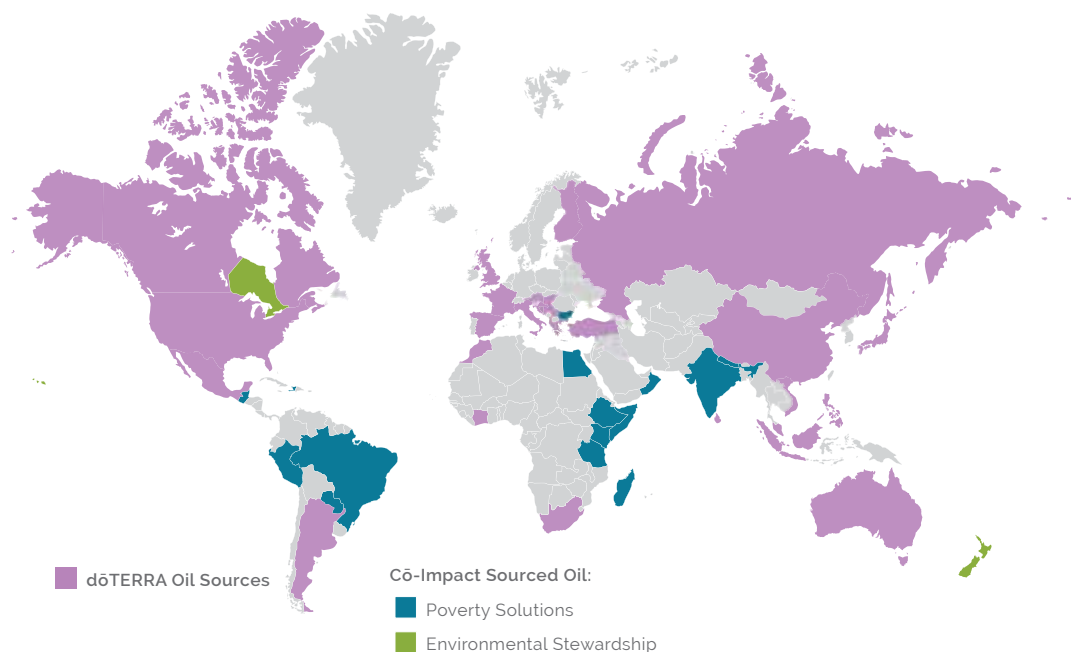 dōTERRA Oil Sources
Cō-Impact Sourced Oil:
Poverty Solutions
Environmental Stewardship